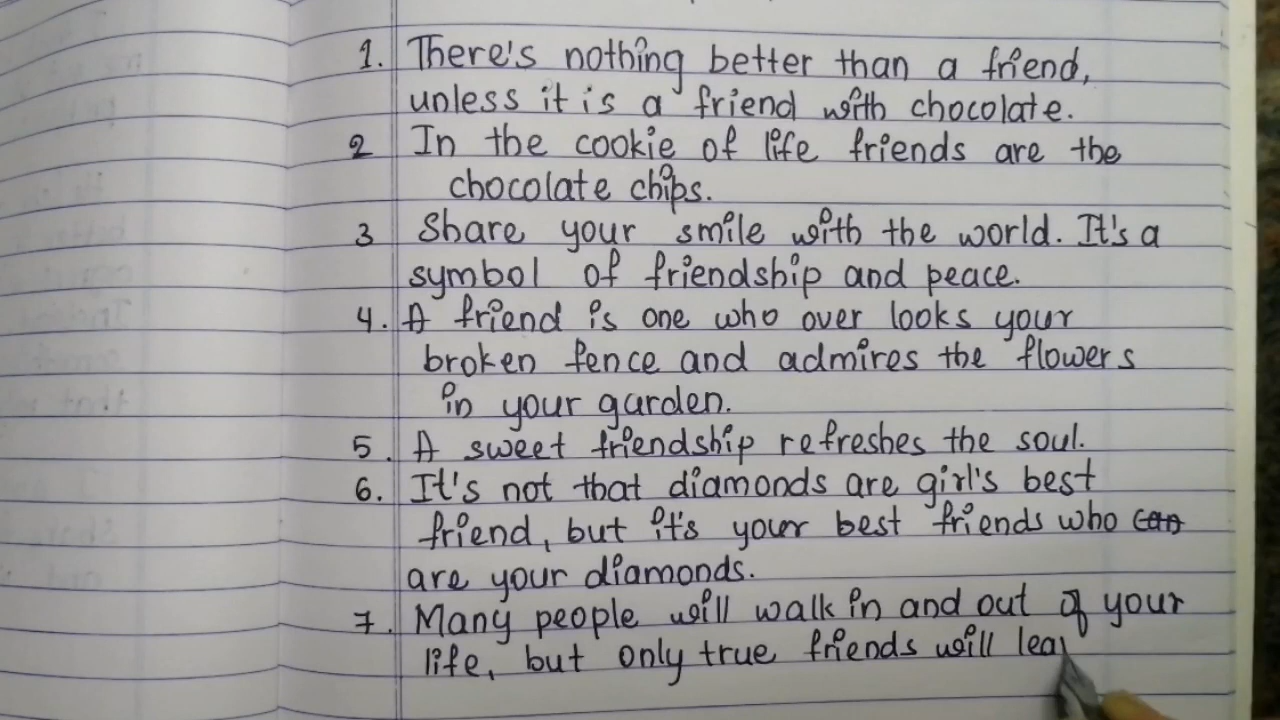 1. There's nothing better than a friend,
unless it is a friend with chocolate.
2 In the cookie of life friends are the
chocolate chips.
3 Share your smile with the world. It's a
symbol of friendship and peace.
4. A friend is one who over looks your
broken fence and admires the flowers
in your garden.
5. A sweet friendship refreshes the soul.
6. It's not that diamonds are girl's best
friend, but it's your best friends who can
are your diamonds.
7. Many people will walk in and out of your
life, but only true friends will lea